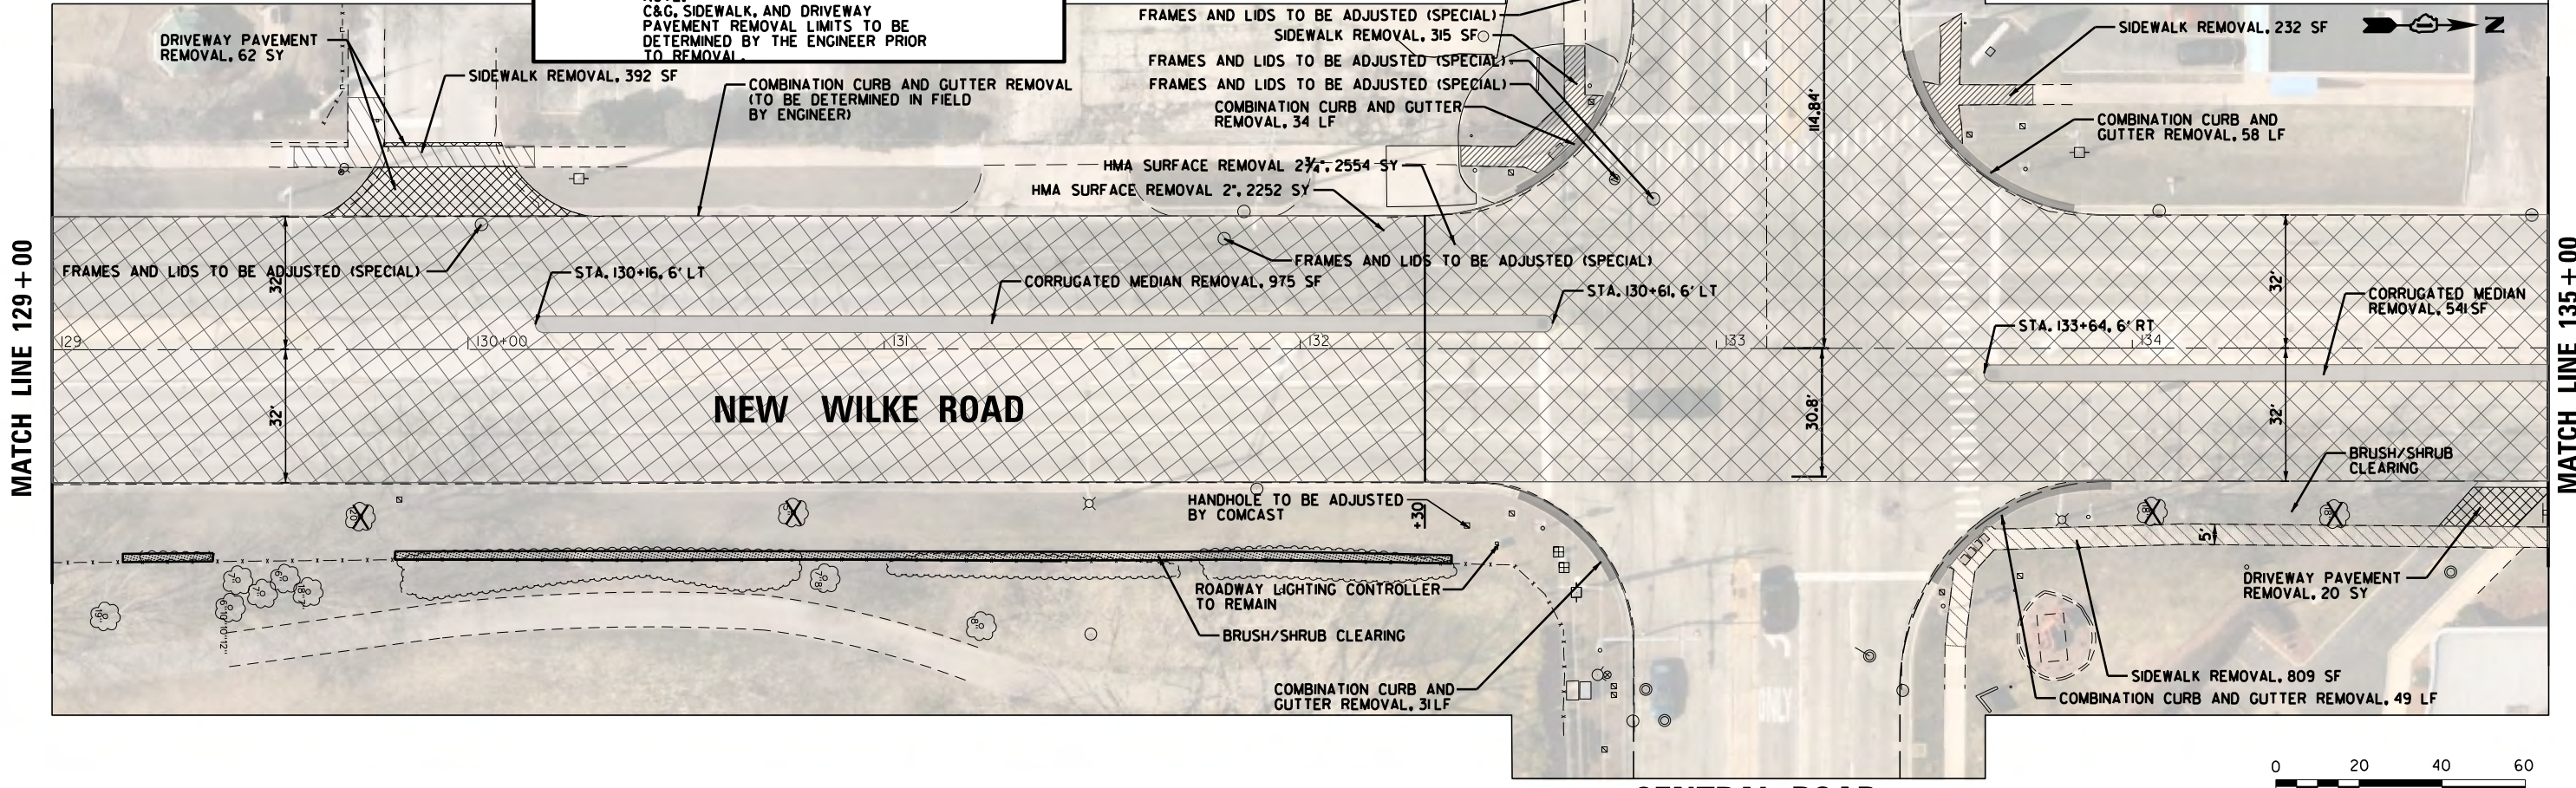 C&G, SIDEWALK, AND DRIVEWAY
PAVEMENT REMOVAL LIMITS TO BE
DETERMINED BY THE ENGINEER PRIOR
TO REMOVAL.
DRIVEWAY PAVEMENT
REMOVAL, 62 SY
SIDEWALK REMOVAL, 392 SF
COMBINATION CURB AND GUTTER REMOVAL
(TO BE DETERMINED IN FIELD
BY ENGINEER)
FRAMES AND LIDS TO BE ADJUSTED (SPECIAL)
SIDEWALK REMOVAL, 315 SF
FRAMES AND LIDS TO BE ADJUSTED (SPECIAL)
FRAMES AND LIDS TO BE ADJUSTED (SPECIAL)
COMBINATION CURB AND GUTTER
REMOVAL, 34 LF
HMA SURFACE REMOVAL 2¾", 2554 SY
HMA SURFACE REMOVAL 2", 2252 SY
114.84'
SIDEWALK REMOVAL, 232 SF
N
COMBINATION CURB AND
GUTTER REMOVAL, 58 LF
MATCH LINE 129+00
FRAMES AND LIDS TO BE ADJUSTED (SPECIAL)
32'
STA. 130+16, 6' LT
CORRUGATED MEDIAN REMOVAL, 975 SF
FRAMES AND LIDS TO BE ADJUSTED (SPECIAL)
STA. 130+61, 6' LT
32'
CORRUGATED MEDIAN
REMOVAL, 541 SF
STA. 133+64, 6' RT
MATCH LINE 135+00
129
130+00
131
132
133
134
32'
NEW WILKE ROAD
30.8'
32'
BRUSH/SHRUB
CLEARING
HANDHOLE TO BE ADJUSTED
BY COMCAST
+30
5'
ROADWAY LIGHTING CONTROLLER
TO REMAIN
BRUSH/SHRUB CLEARING
DRIVEWAY PAVEMENT
REMOVAL, 20 SY
COMBINATION CURB AND
GUTTER REMOVAL, 31 LF
ONLY
SIDEWALK REMOVAL, 809 SF
COMBINATION CURB AND GUTTER REMOVAL, 49 LF
0 20 40 60
CENTRAL ROAD